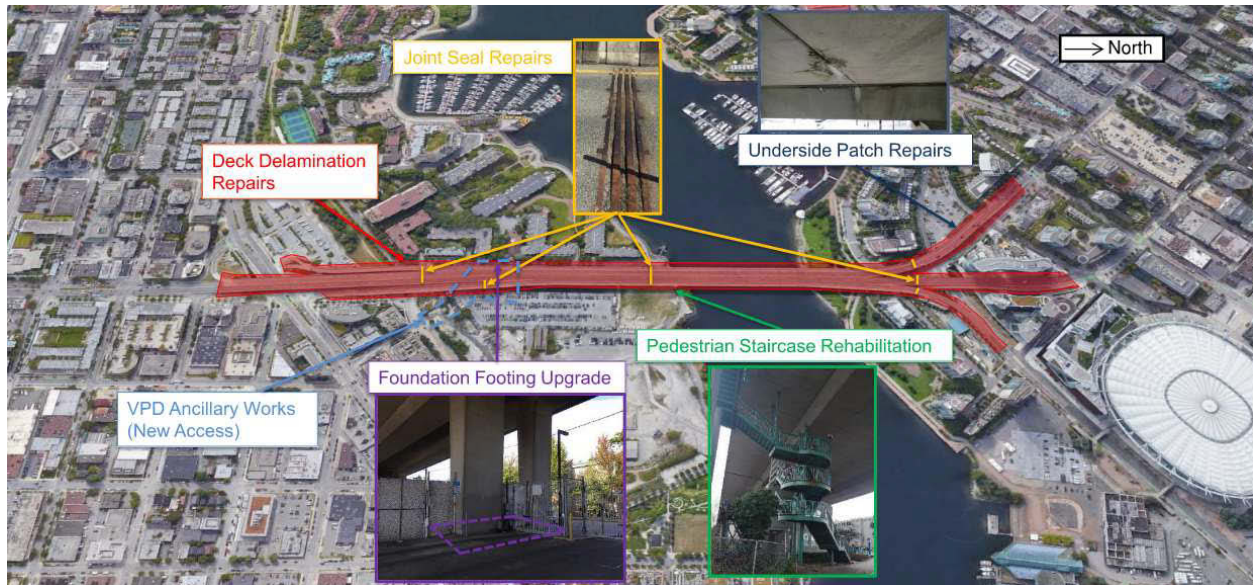 Joint Seal Repairs
North
Deck Delamination
Repairs
Underside Patch Repairs
Pedestrian Staircase Rehabilitation
Foundation Footing Upgrade
VPD Ancillary Works
(New Access)